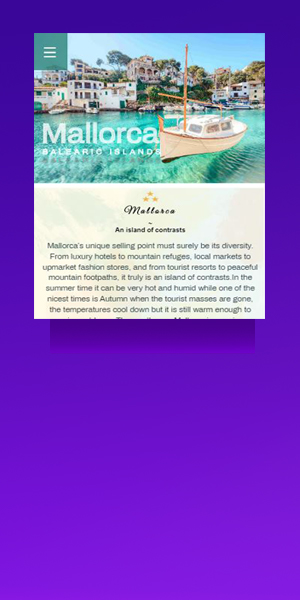 Mallorca
BALEARIC ISLANDS
Mallorca
~
An island of contrasts
Mallorca's unique selling point must surely be its diversity.
From luxury hotels to mountain refuges, local markets to
upmarket fashion stores, and from tourist resorts to peaceful
mountain footpaths, it truly is an island of contrasts.In the
summer time it can be very hot and humid while one of the
nicest times is Autumn when the tourist masses are gone,
the temperatures cool down but it is still warm enough to